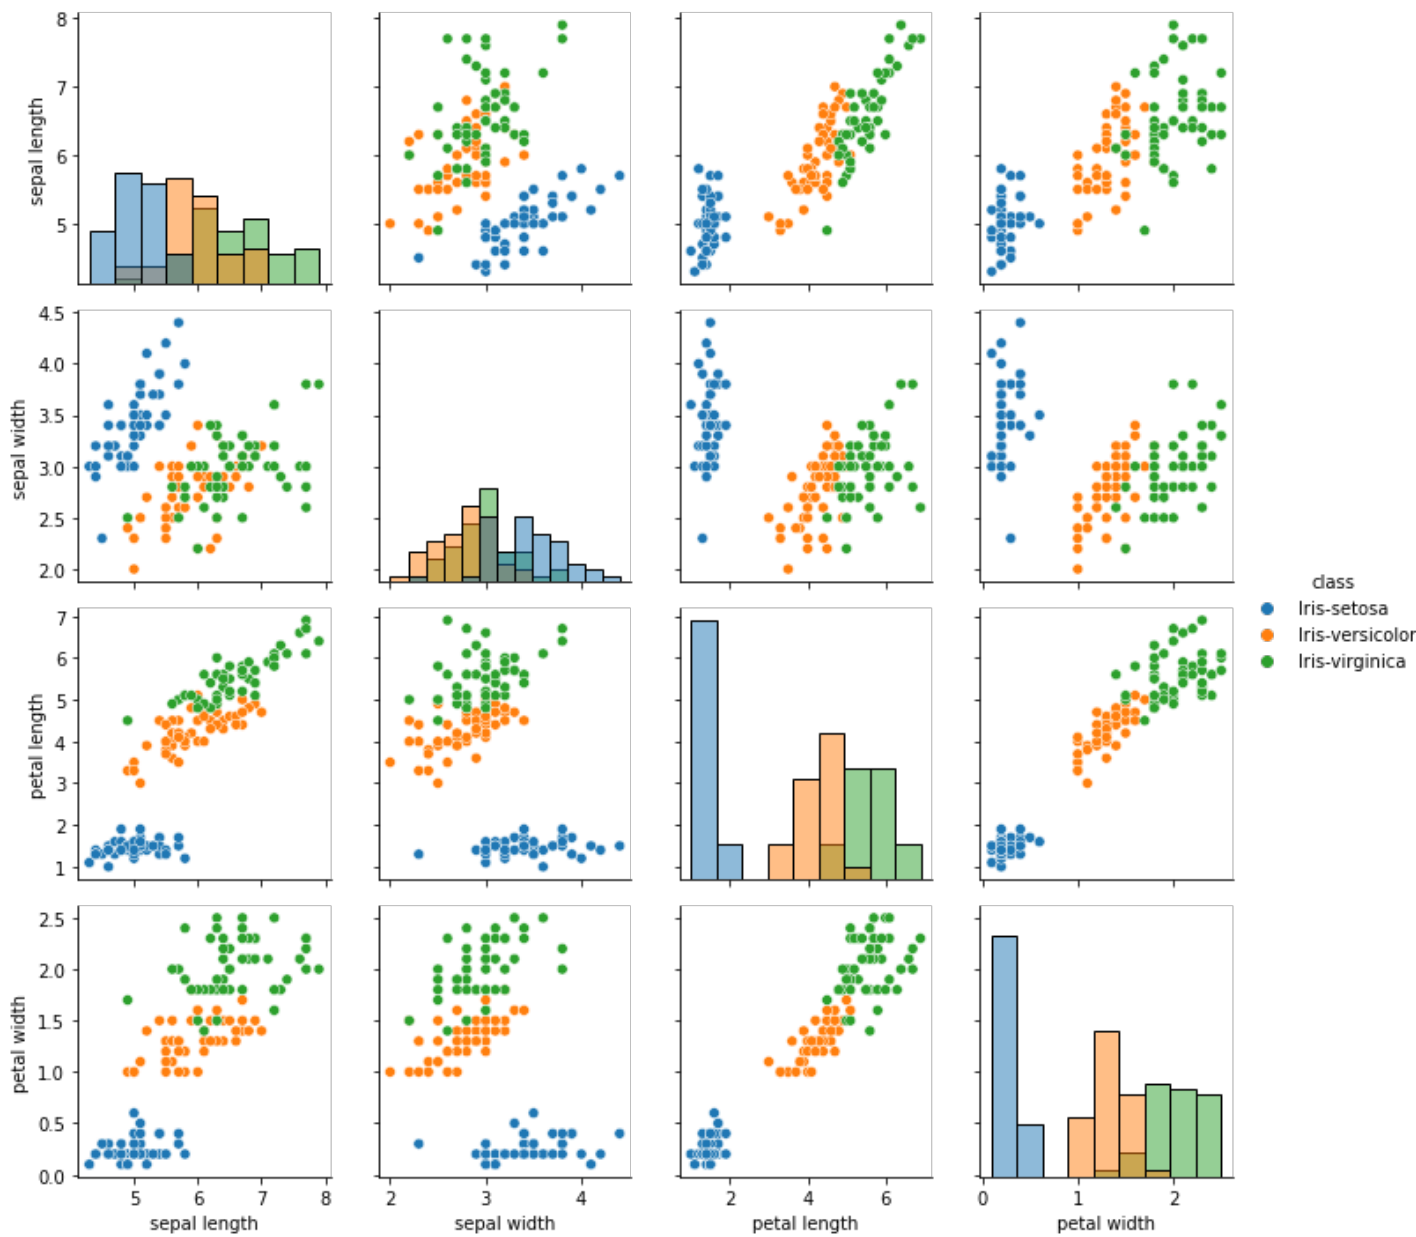 8
7
6
5
sepal length
4.5
4.0
3.5
3.0
2.5
2.0
sepal width
class
Iris-setosa
Iris-versicolor
Iris-virginica
7
6
5
4
3
2
1
petal length
2.5
2.0
1.5
1.0
0.5
0.0
petal width
5 6 7 8
2 3 4
2 4 6
0 1 2
sepal length
sepal width
petal length
petal width